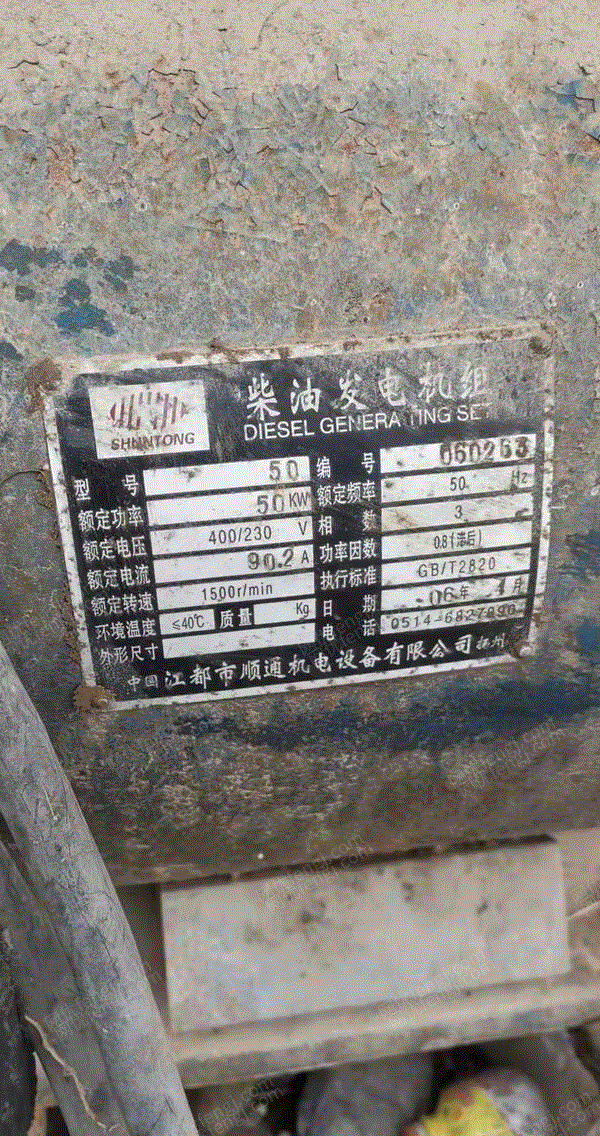 SHUNTONG
柴油发电机组
DIESEL GENERATING SET
型号 50 编号 060263
额定功率 50 KW 额定频率 50 Hz
额定电压 400/230 V 相数 3
额定电流 90.2 A 功率因数 0.8(滞后)
额定转速 1500r/min 执行标准 GB/T2820
环境温度 ≤40℃ 质量 Kg 日期 06年 1月
外形尺寸 电话 0514-6827090
中国 江都市顺通机电设备有限公司 扬州